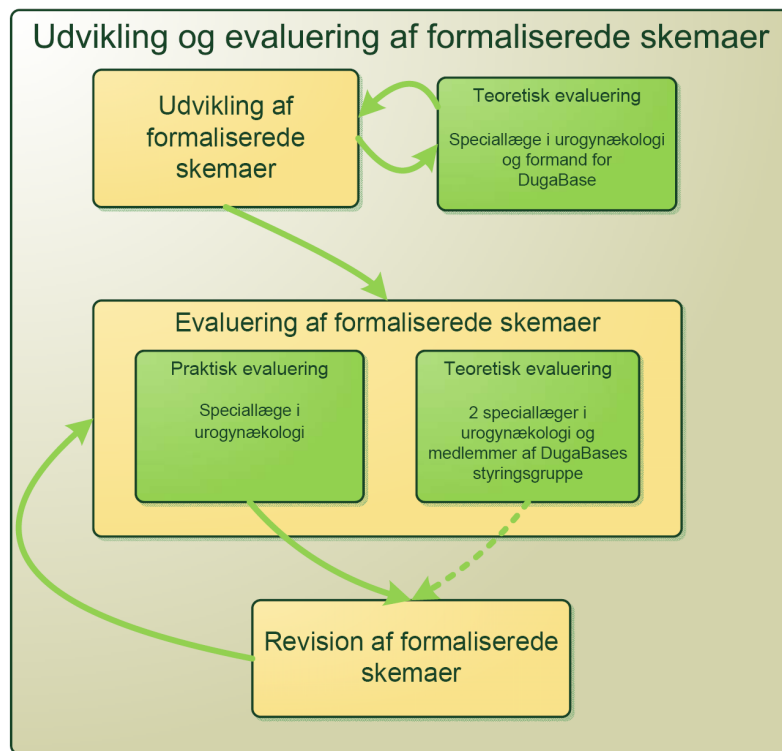 Udvikling og evaluering af formaliserede skemaer
Udvikling af
formaliserede
skemaer
Teoretisk evaluering
Speciallæge i urogynækologi
og formand for
DugaBase
Evaluering af formaliserede skemaer
Praktisk evaluering
Speciallæge i
urogynækologi
Teoretisk evaluering
2 speciallæger i
urogynækologi og
medlemmer af DugaBases
styringsgruppe
Revision af formaliserede
skemaer